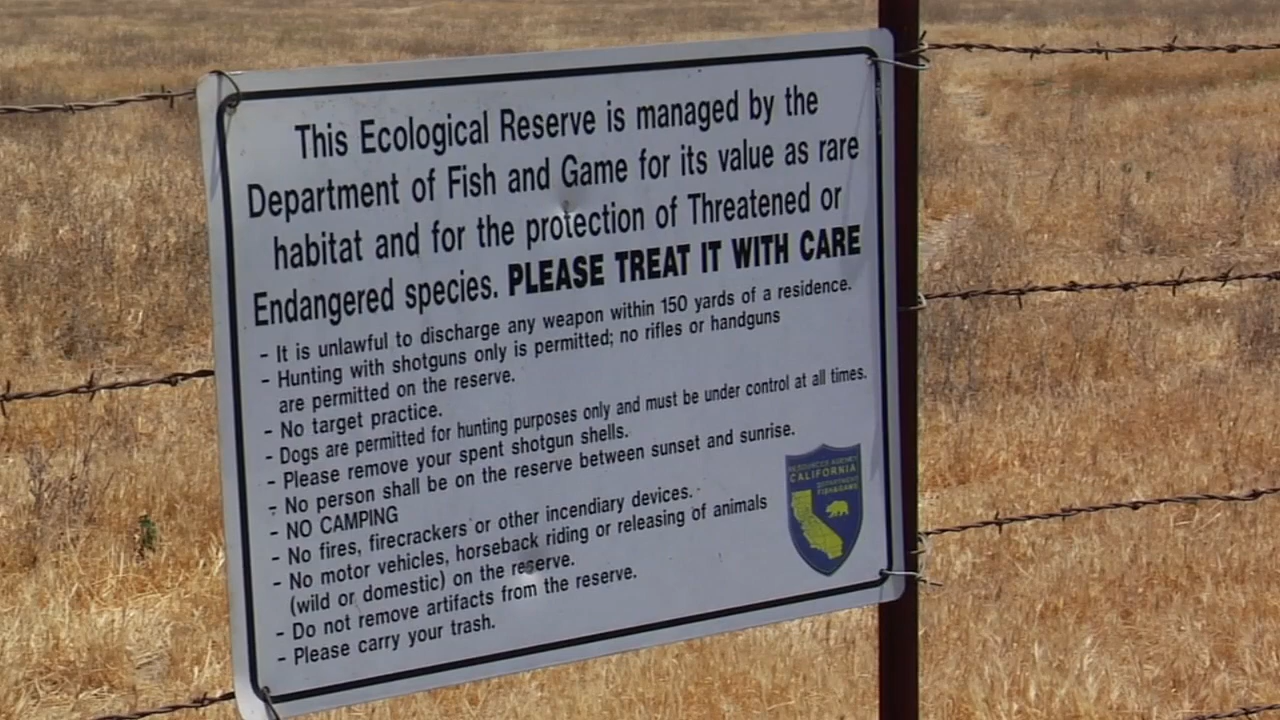 This Ecological Reserve is managed by the
Department of Fish and Game for its value as rare
habitat and for the protection of Threatened or
Endangered species. PLEASE TREAT IT WITH CARE
- It is unlawful to discharge any weapon within 150 yards of a residence.
- Hunting with shotguns only is permitted; no rifles or handguns
are permitted on the reserve.
- No target practice.
- Dogs are permitted for hunting purposes only and must be under control at all times.
- Please remove your spent shotgun shells.
- No person shall be on the reserve between sunset and sunrise.
- NO CAMPING
- No fires, firecrackers or other incendiary devices.
- No motor vehicles, horseback riding or releasing of animals
(wild or domestic) on the reserve.
- Do not remove artifacts from the reserve.
- Please carry your trash.
RESOURCES AGENCY
CALIFORNIA
DEPARTMENT
FISH&GAME